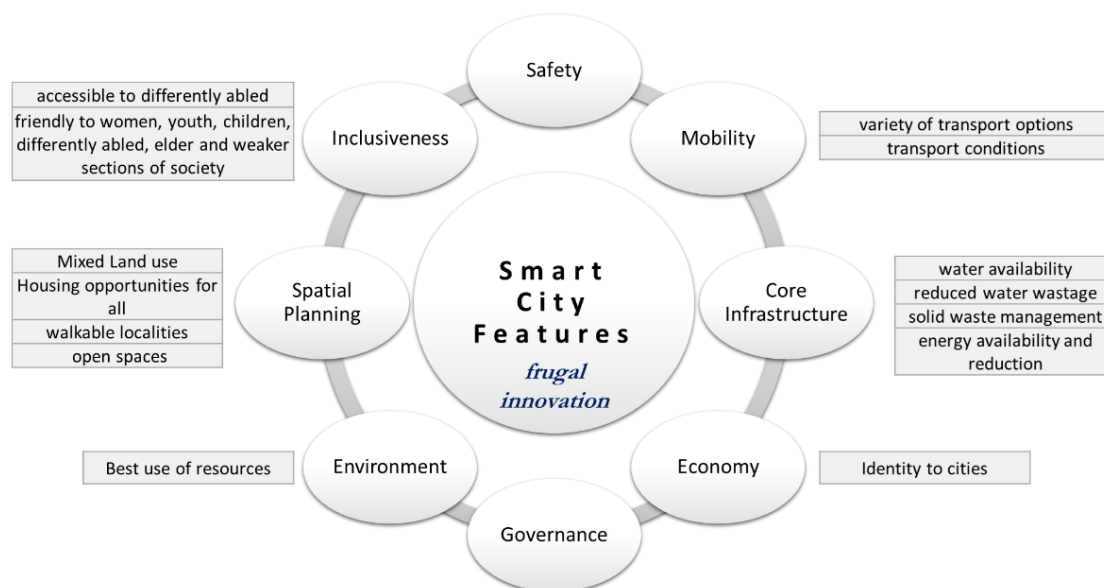 Safety
accessible to differently abled
friendly to women, youth, children,
differently abled, elder and weaker
sections of society
Inclusiveness
Mobility
variety of transport options
transport conditions
Mixed Land use
Housing opportunities for
all
walkable localities
open spaces
Spatial
Planning
Smart
City
Features
frugal
innovation
Core
Infrastructure
water availability
reduced water wastage
solid waste management
energy availability and
reduction
Best use of resources
Environment
Economy
Identity to cities
Governance